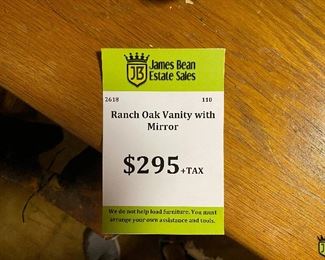 JB
James Bean
Estate Sales
2618 110
Ranch Oak Vanity with
Mirror
$295+TAX
We do not help load furniture. You must
arrange your own assistance and tools.